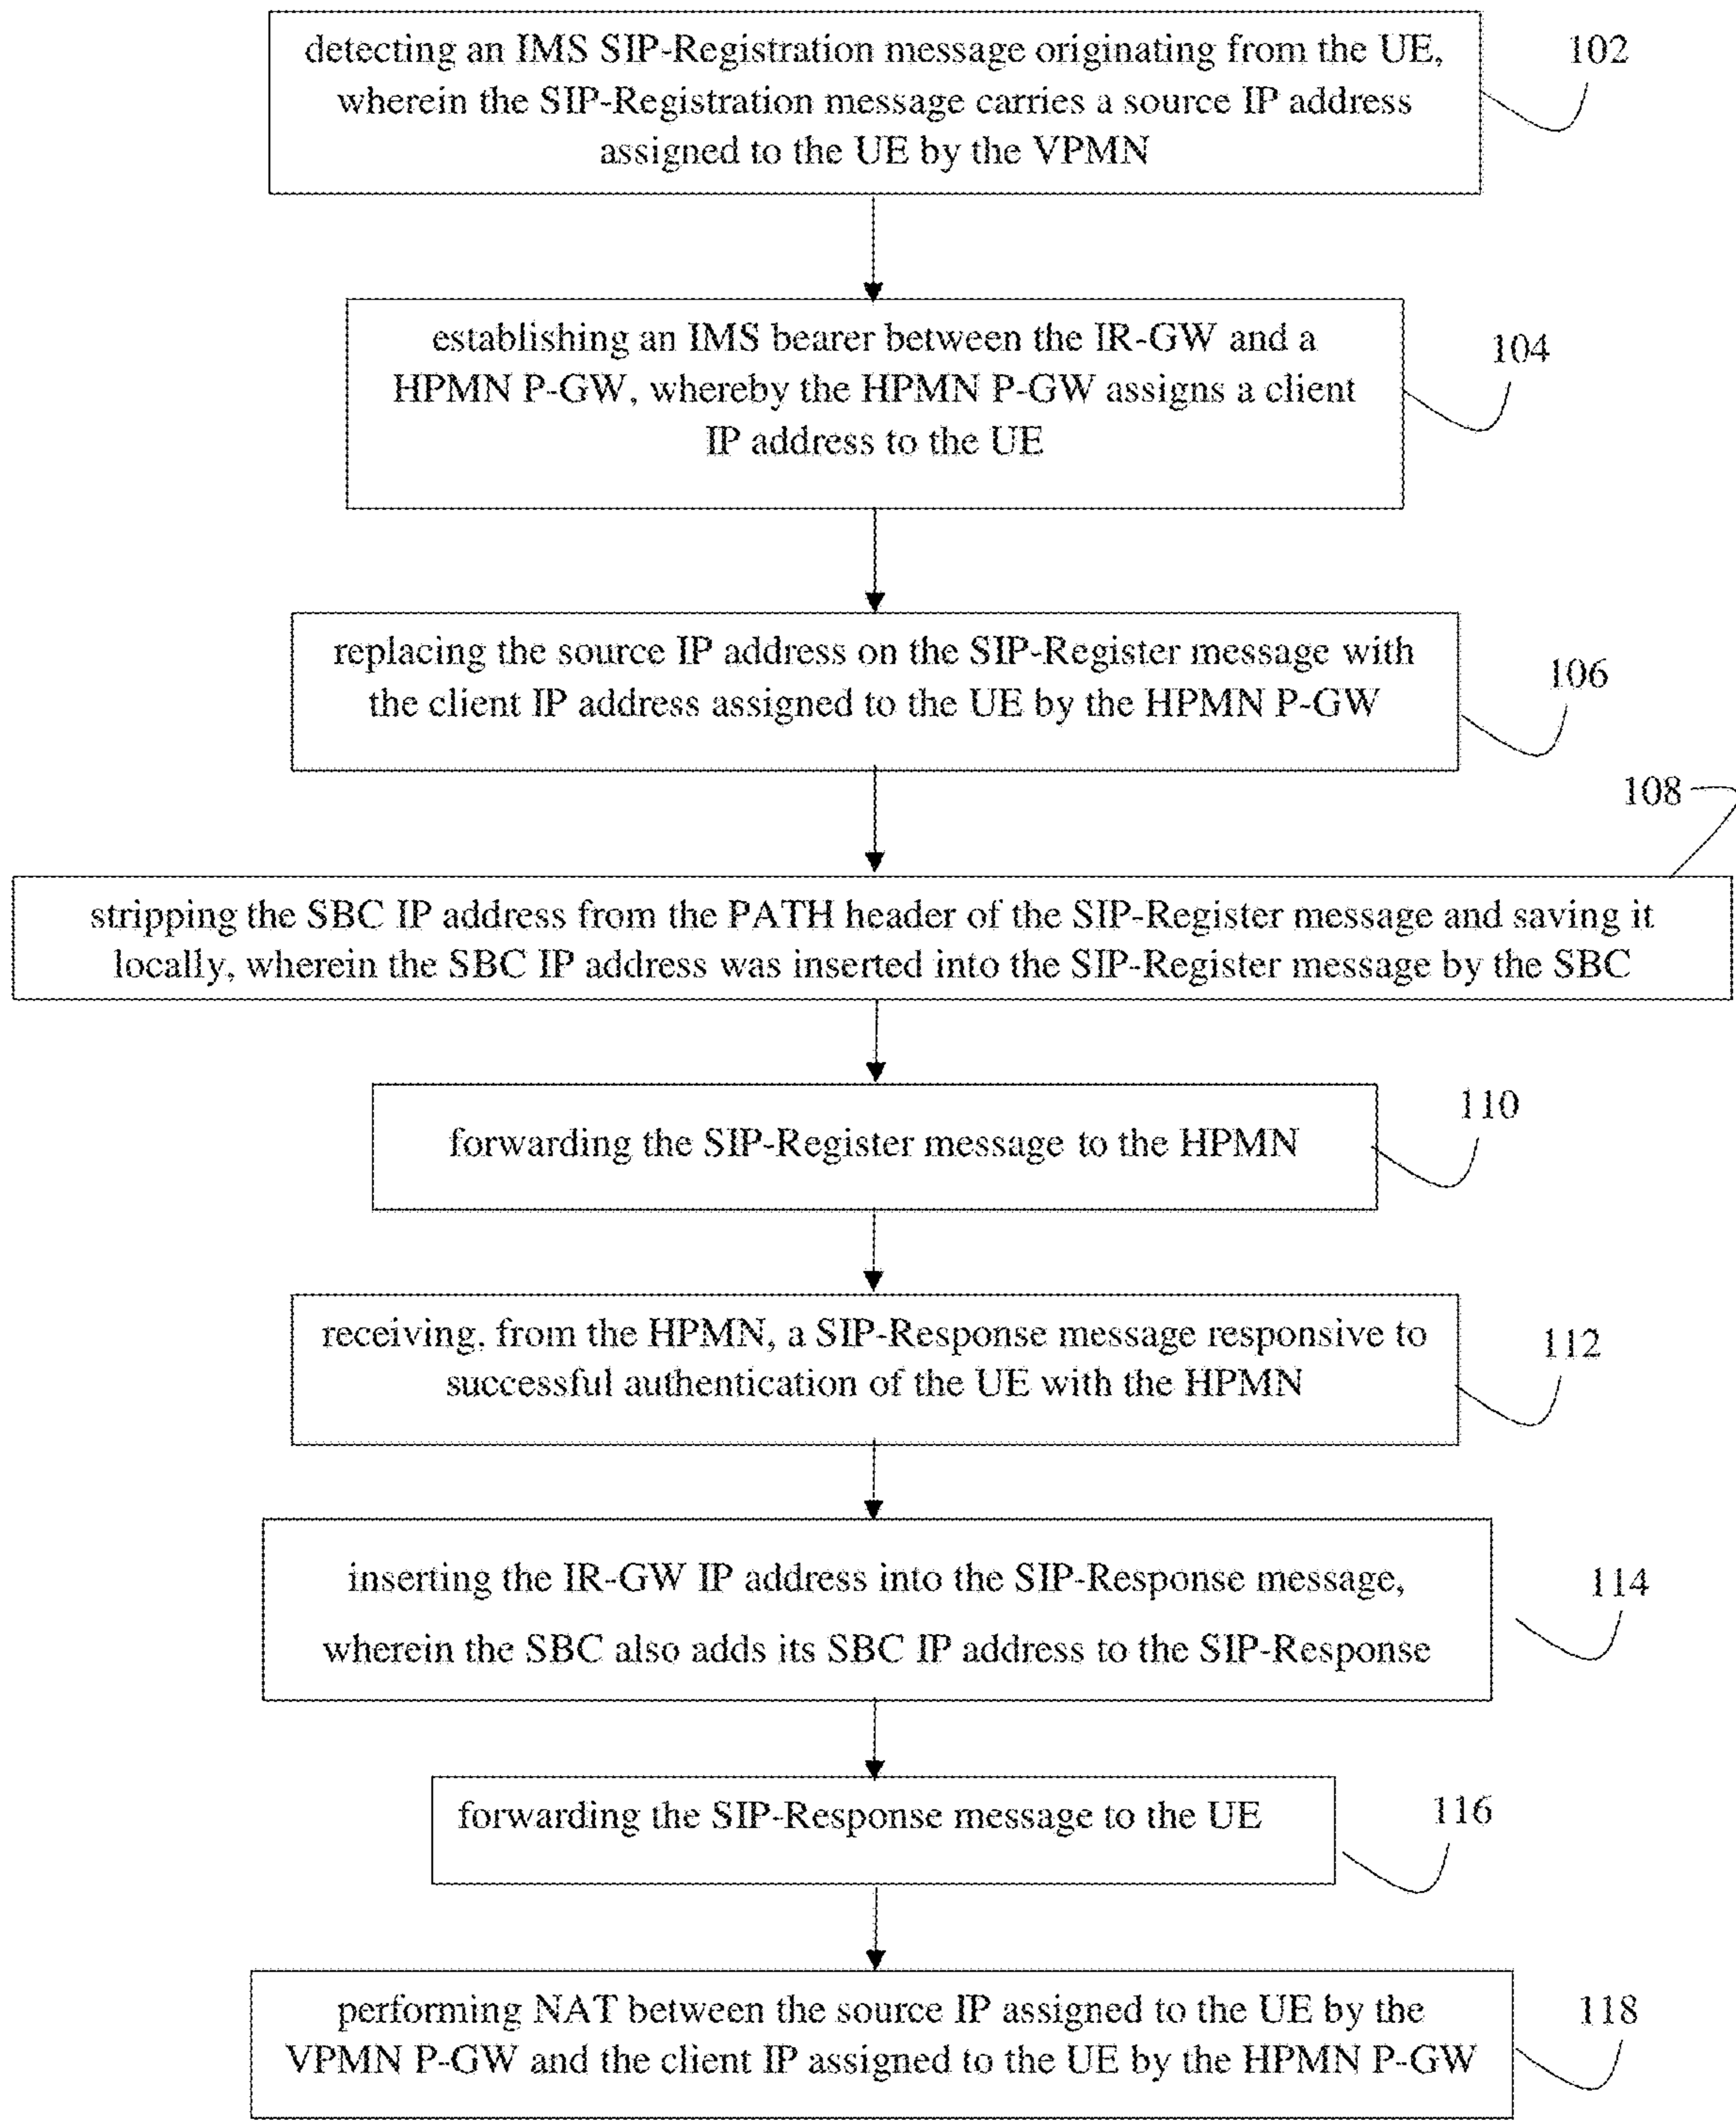 detecting an IMS SIP-Registration message originating from the UE,
wherein the SIP-Registration message carries a source IP address
assigned to the UE by the VPMN
102
establishing an IMS bearer between the IR-GW and a
HPMN P-GW, whereby the HPMN P-GW assigns a client
IP address to the UE
104
replacing the source IP address on the SIP-Register message with
the client IP address assigned to the UE by the HPMN P-GW
106
108
stripping the SBC IP address from the PATH header of the SIP-Register message and saving it
locally, wherein the SBC IP address was inserted into the SIP-Register message by the SBC
forwarding the SIP-Register message to the HPMN
110
receiving, from the HPMN, a SIP-Response message responsive to
successful authentication of the UE with the HPMN
112
inserting the IR-GW IP address into the SIP-Response message,
wherein the SBC also adds its SBC IP address to the SIP-Response
114
forwarding the SIP-Response message to the UE
116
performing NAT between the source IP assigned to the UE by the
VPMN P-GW and the client IP assigned to the UE by the HPMN P-GW
118